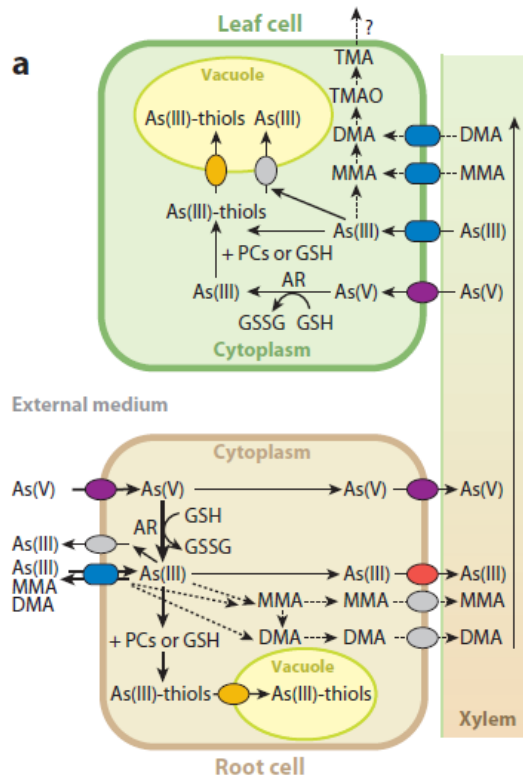 a
Leaf cell
?
TMA
TMAO
Vacuole
As(III)-thiols As(III)
DMA DMA
MMA MMA
As(III)-thiols
As(III) As(III)
+ PCs or GSH
AR
As(III) As(V) As(V)
GSSG GSH
Cytoplasm
External medium
Cytoplasm
As(V) As(V) As(V) As(V)
GSH
AR
As(III) GSSG
As(III) As(III) As(III) As(III)
MMA MMA MMA MMA
DMA
DMA DMA DMA
+ PCs or GSH
Vacuole
As(III)-thiols As(III)-thiols
Xylem
Root cell